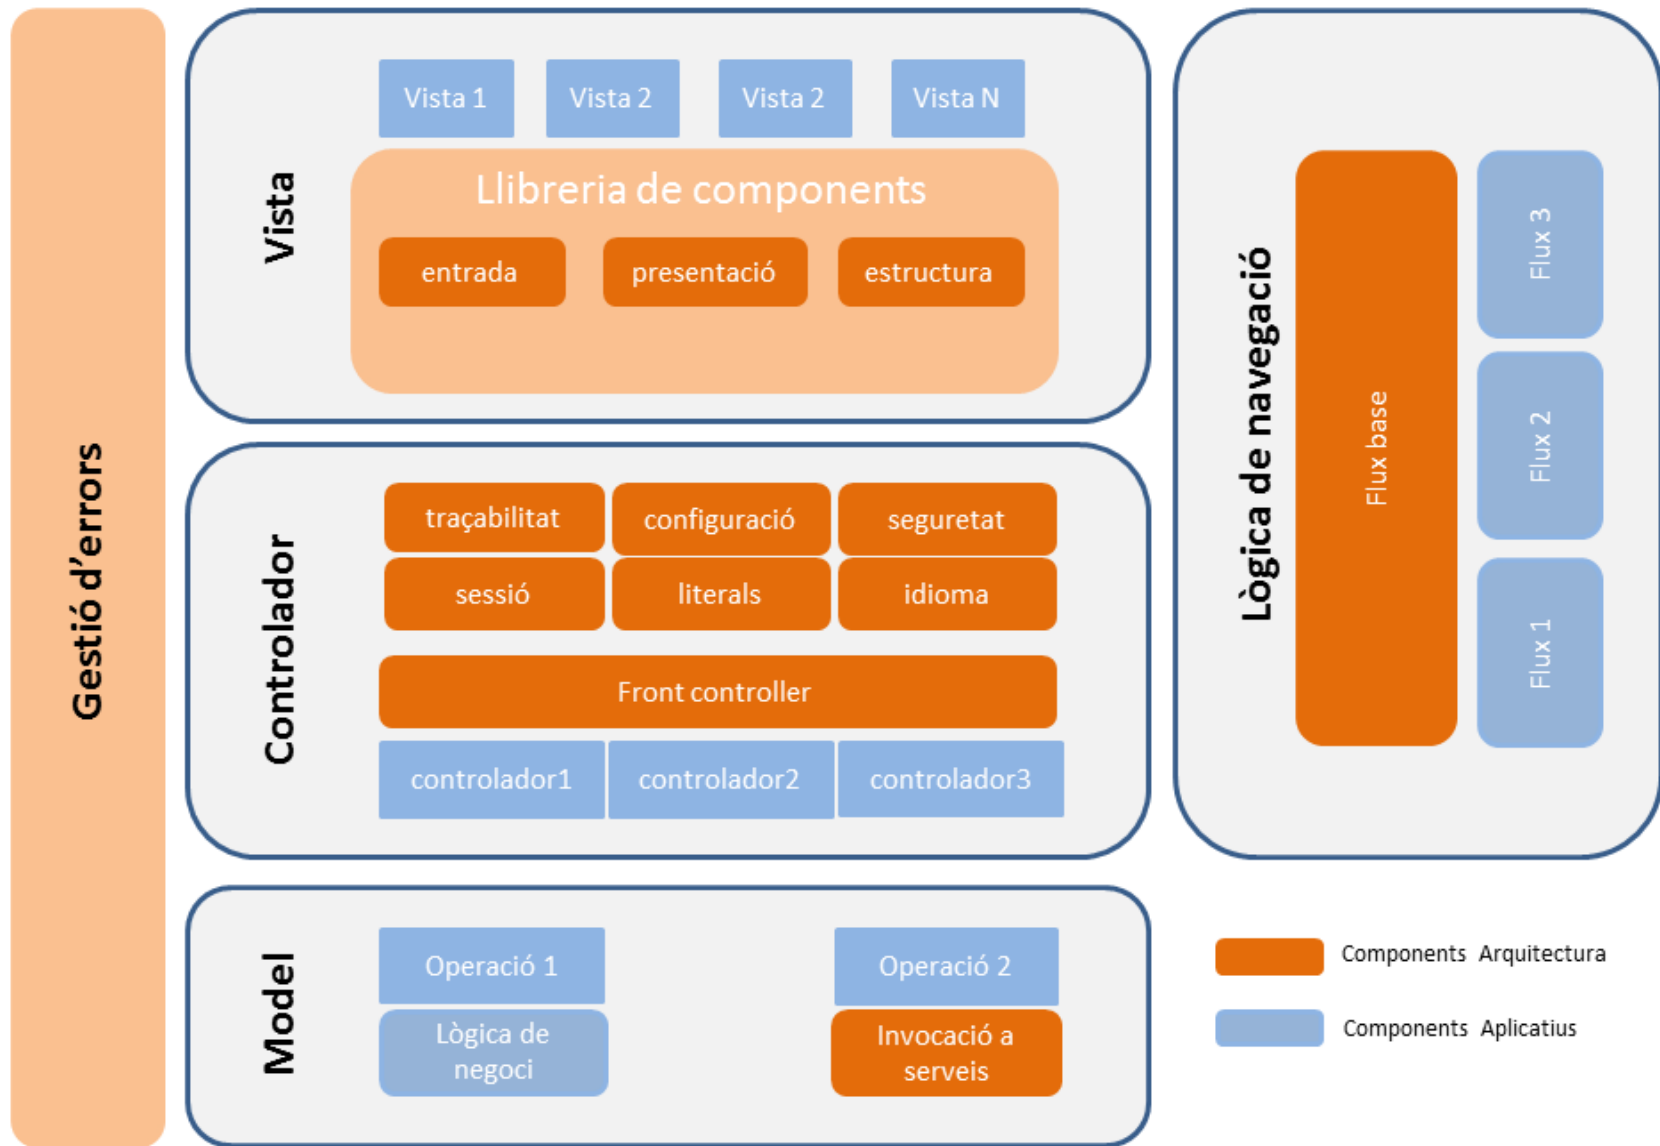 Gestió d'errors
Vista
Vista 1
Vista 2
Vista 2
Vista N
Llibreria de components
entrada
presentació
estructura
Controlador
traçabilitat
configuració
seguretat
sessió
literals
idioma
Front controller
controlador1
controlador2
controlador3
Model
Operació 1
Operació 2
Lògica de
negoci
Invocació a
serveis
Lògica de navegació
Flux base
Flux 3
Flux 2
Flux 1
Components Arquitectura
Components Aplicatius